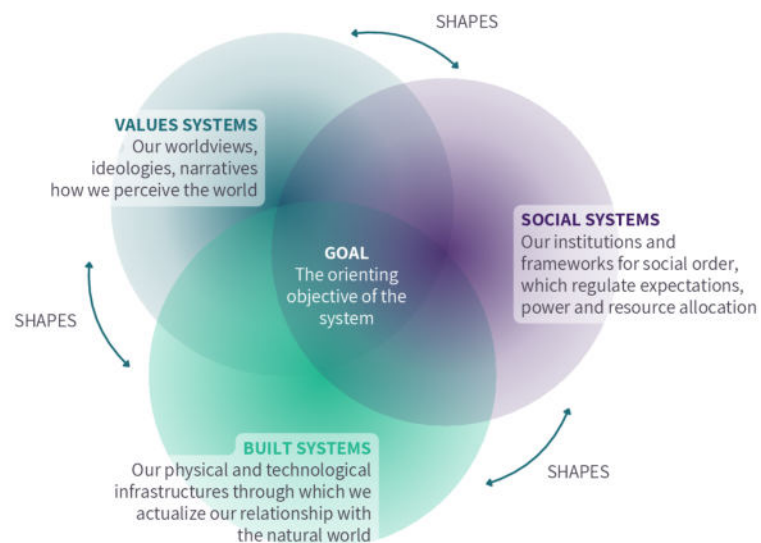 SHAPES
VALUES SYSTEMS
Our worldviews,
ideologies, narratives
how we perceive the world
SOCIAL SYSTEMS
Our institutions and
frameworks for social order,
which regulate expectations,
power and resource allocation
GOAL
The orienting
objective of the
system
SHAPES
BUILT SYSTEMS
Our physical and technological
infrastructures through which we
actualize our relationship with
the natural world
SHAPES